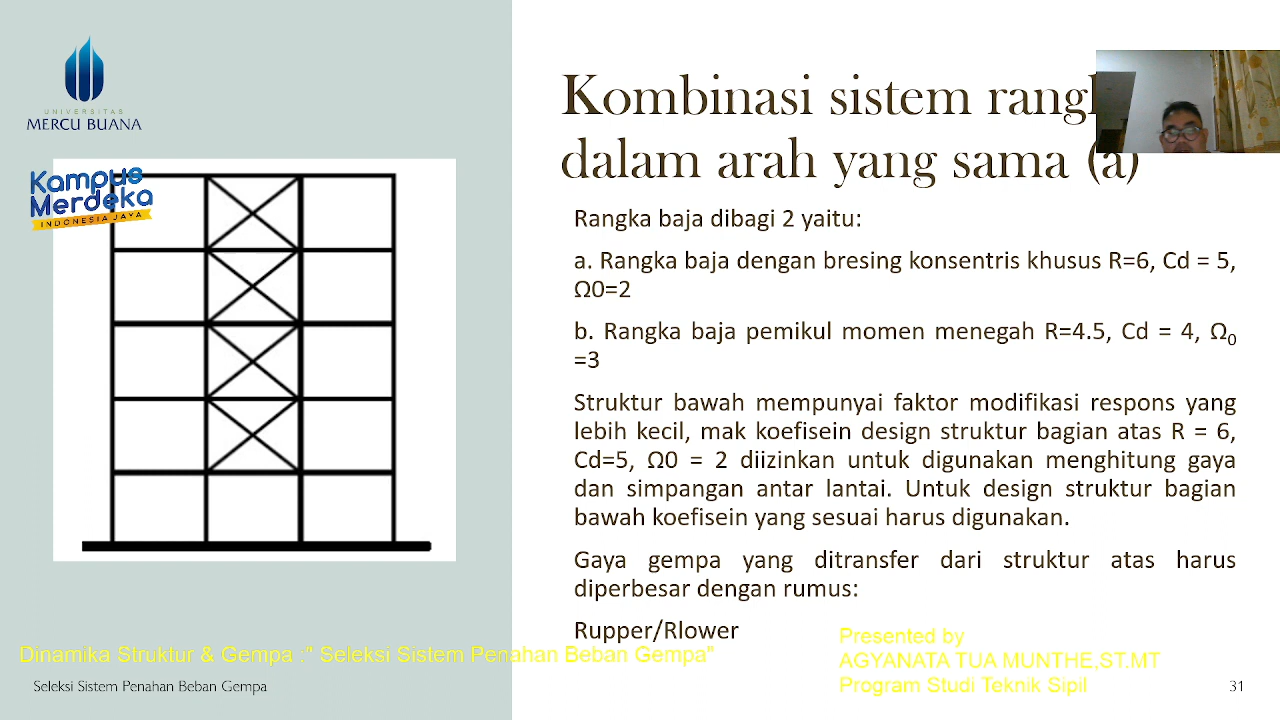 UNIVERSITAS
MERCU BUANA
Kampus
Merdeka
INDONESIA JAYA
Kombinasi sistem
dalam arah yang sama (a)
Rangka baja dibagi 2 yaitu:
a. Rangka baja dengan bresing konsentris khusus R=6, Cd = 5,
Ω0=2
b. Rangka baja pemikul momen menegah R=4.5, Cd = 4, Ω₀
=3
Struktur bawah mempunyai faktor modifikasi respons yang
lebih kecil, mak koefisein design struktur bagian atas R = 6,
Cd=5, Ω0 = 2 diizinkan untuk digunakan menghitung gaya
dan simpangan antar lantai. Untuk design struktur bagian
bawah koefisein yang sesuai harus digunakan.
Gaya gempa yang ditransfer dari struktur atas harus
diperbesar dengan rumus:
Rupper/Rlower
Dinamika Struktur & Gempa :" Seleksi Sistem Penahan Beban Gempa"
Presented by
AGYANATA TUA MUNTHE,ST.MT
Program Studi Teknik Sipil
Seleksi Sistem Penahan Beban Gempa
31